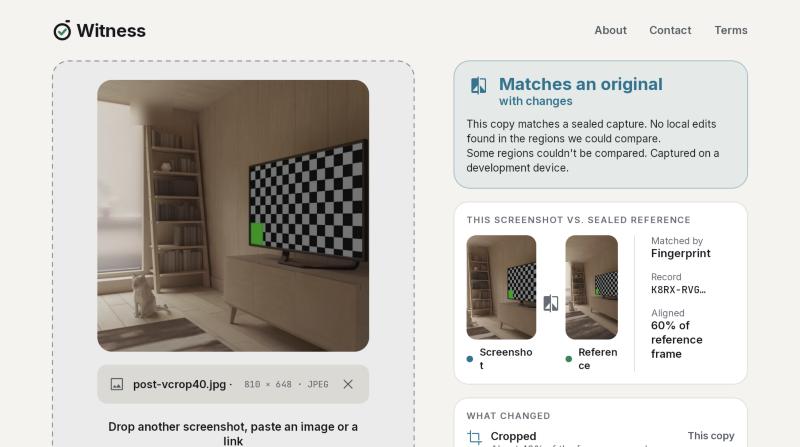 Witness
About
Contact
Terms
post-vcrop40.jpg ·
810 × 648 · JPEG
Drop another screenshot, paste an image or a
link
Matches an original
with changes
This copy matches a sealed capture. No local edits
found in the regions we could compare.
Some regions couldn't be compared. Captured on a
development device.
THIS SCREENSHOT VS. SEALED REFERENCE
Screensho
t
Referen
ce
Matched by
Fingerprint
Record
K8RX-RVG…
Aligned
60% of
reference
frame
WHAT CHANGED
Cropped
This copy